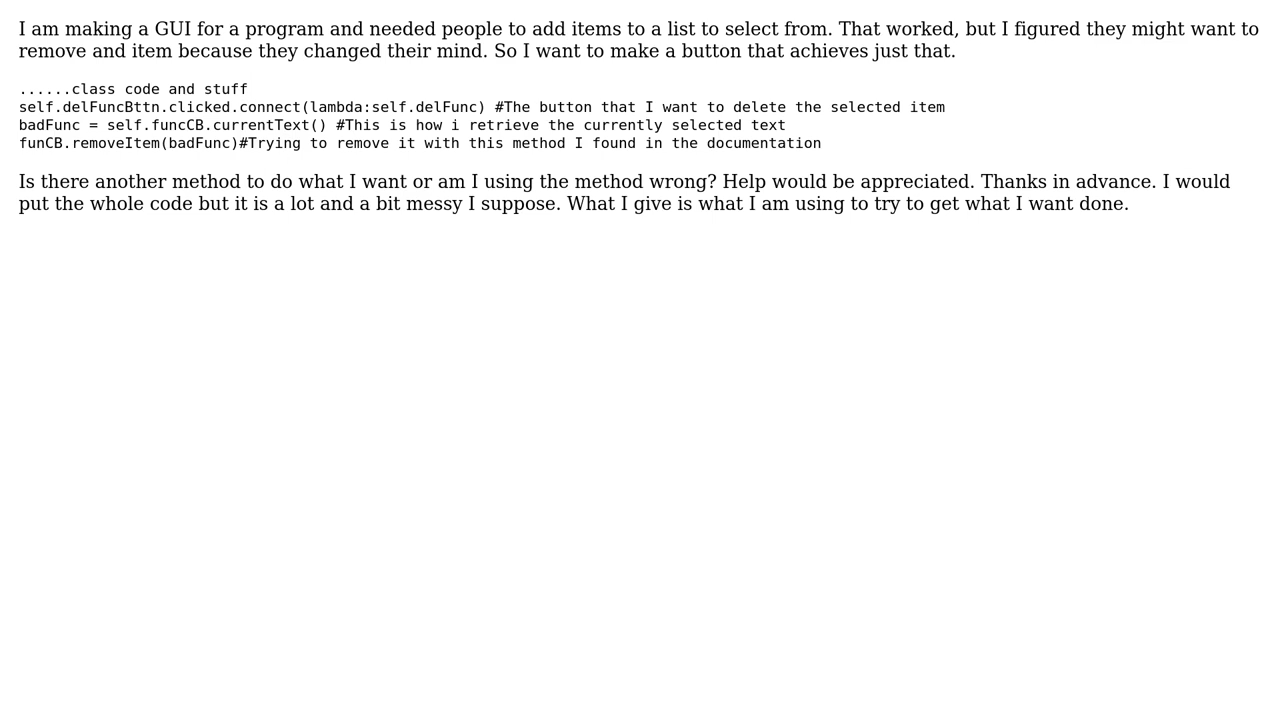 I am making a GUI for a program and needed people to add items to a list to select from. That worked, but I figured they might want to
remove and item because they changed their mind. So I want to make a button that achieves just that.
......class code and stuff
self.delFuncBttn.clicked.connect(lambda:self.delFunc) #The button that I want to delete the selected item
badFunc = self.funcCB.currentText() #This is how i retrieve the currently selected text
funCB.removeItem(badFunc)#Trying to remove it with this method I found in the documentation
Is there another method to do what I want or am I using the method wrong? Help would be appreciated. Thanks in advance. I would
put the whole code but it is a lot and a bit messy I suppose. What I give is what I am using to try to get what I want done.